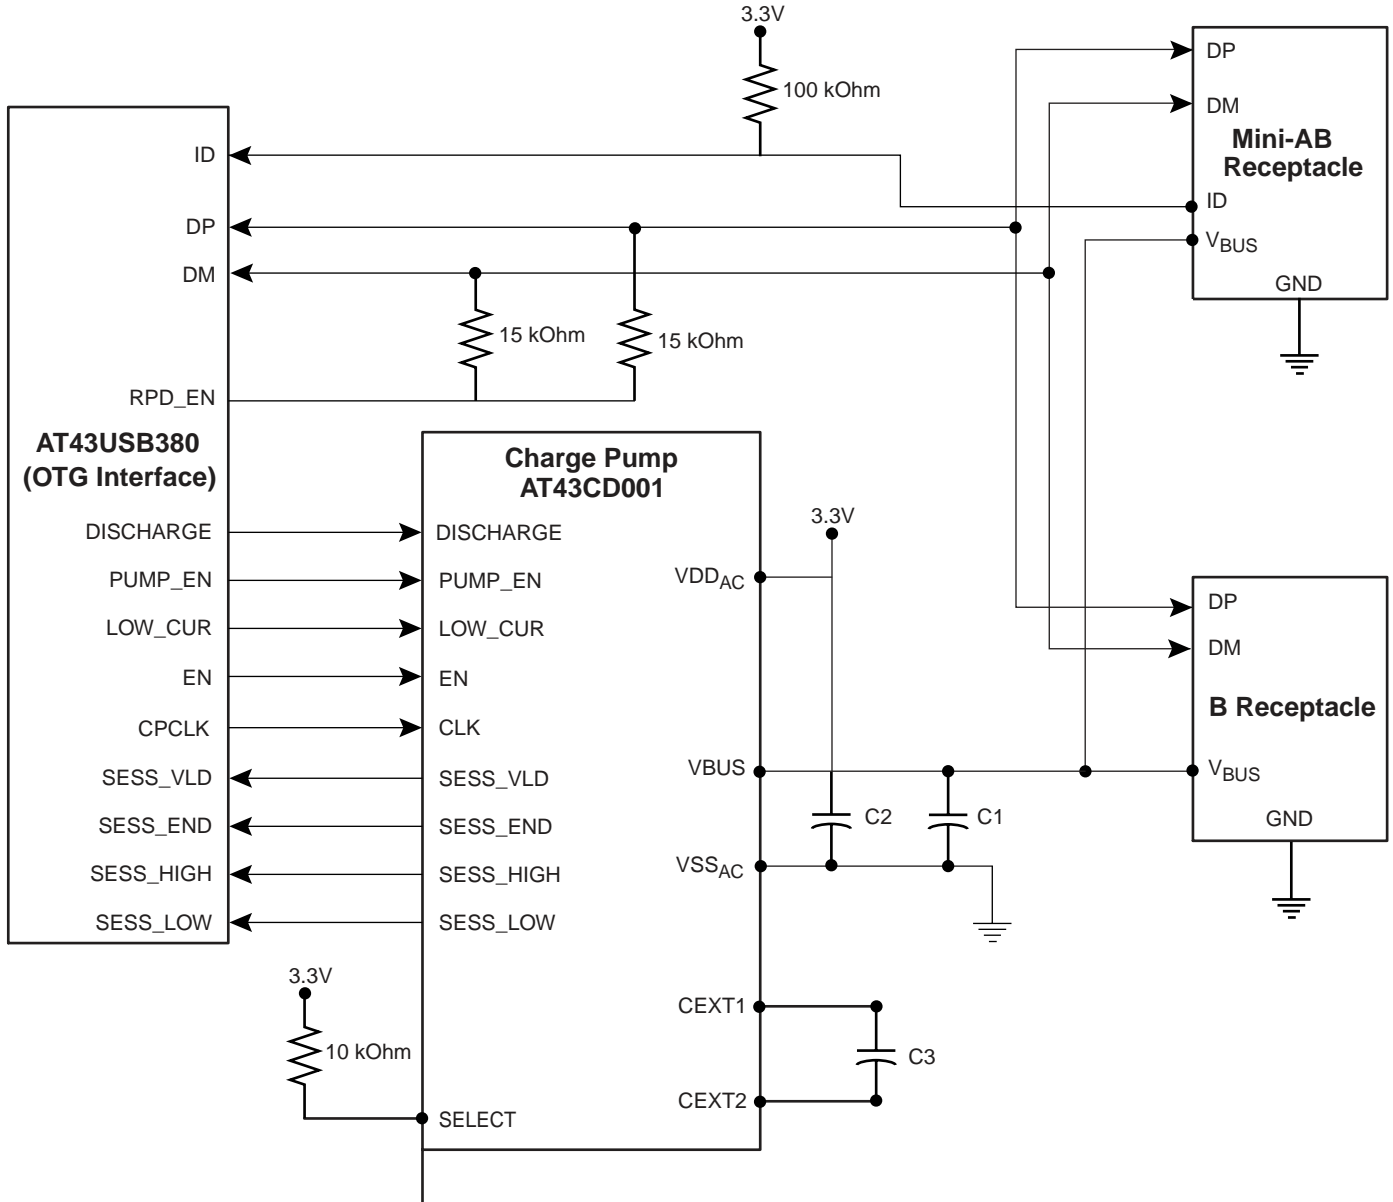 3.3V
100 kOhm
DP
DM
Mini-AB
Receptacle
ID
VBUS
GND
ID
DP
DM
15 kOhm
15 kOhm
RPD_EN
AT43USB380
(OTG Interface)
DISCHARGE
PUMP_EN
LOW_CUR
EN
CPCLK
SESS_VLD
SESS_END
SESS_HIGH
SESS_LOW
Charge Pump
AT43CD001
DISCHARGE
PUMP_EN
LOW_CUR
EN
CLK
SESS_VLD
SESS_END
SESS_HIGH
SESS_LOW
SELECT
3.3V
10 kOhm
VDDAC
VBUS
VSSAC
CEXT1
CEXT2
3.3V
C2
C1
C3
DP
DM
B Receptacle
VBUS
GND